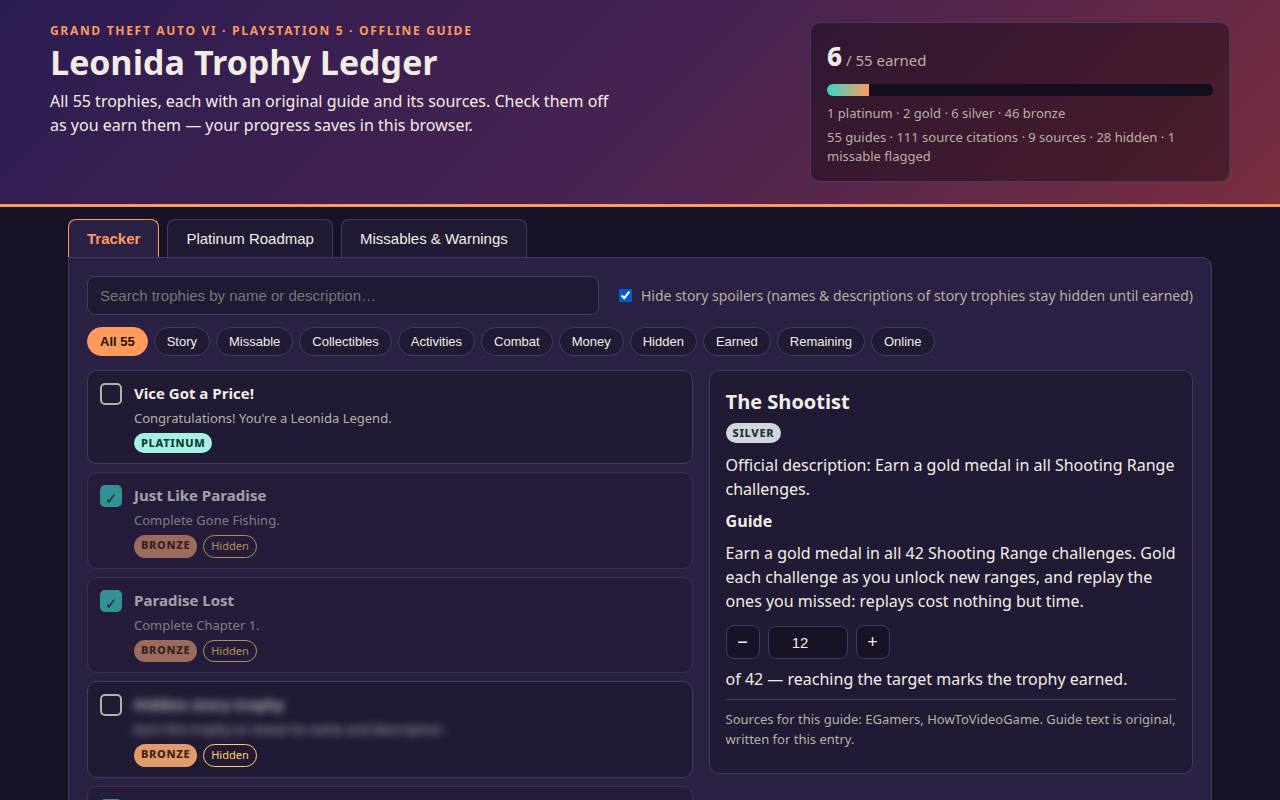 GRAND THEFT AUTO VI · PLAYSTATION 5 · OFFLINE GUIDE
Leonida Trophy Ledger
All 55 trophies, each with an original guide and its sources. Check them off
as you earn them — your progress saves in this browser.
6 / 55 earned
1 platinum · 2 gold · 6 silver · 46 bronze
55 guides · 111 source citations · 9 sources · 28 hidden · 1
missable flagged
Tracker
Platinum Roadmap
Missables & Warnings
Search trophies by name or description…
Hide story spoilers (names & descriptions of story trophies stay hidden until earned)
All 55
Story
Missable
Collectibles
Activities
Combat
Money
Hidden
Earned
Remaining
Online
Vice Got a Price!
Congratulations! You're a Leonida Legend.
PLATINUM
Just Like Paradise
Complete Gone Fishing.
BRONZE
Hidden
Paradise Lost
Complete Chapter 1.
BRONZE
Hidden
BRONZE
Hidden
The Shootist
SILVER
Official description: Earn a gold medal in all Shooting Range
challenges.
Guide
Earn a gold medal in all 42 Shooting Range challenges. Gold
each challenge as you unlock new ranges, and replay the
ones you missed: replays cost nothing but time.
−
12
+
of 42 — reaching the target marks the trophy earned.
Sources for this guide: EGamers, HowToVideoGame. Guide text is original,
written for this entry.